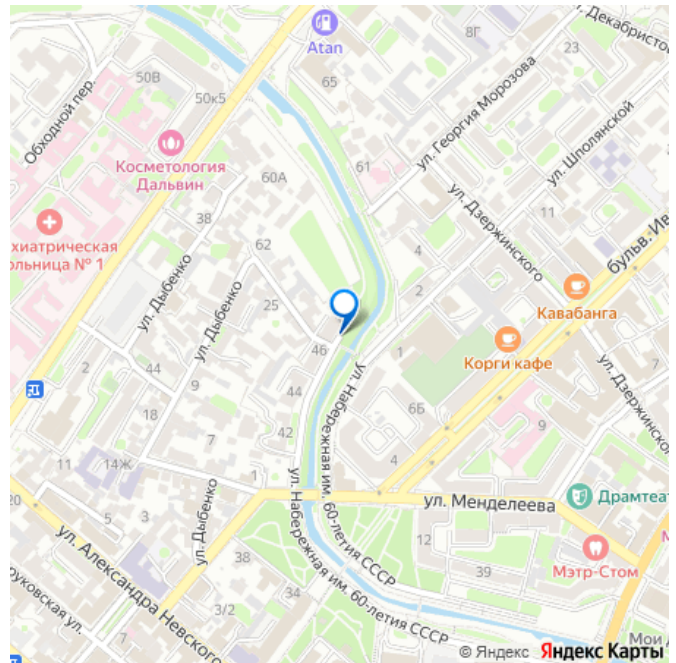 ул. Декабристов
Atan
8Г
23
50В
65
50к5
Обходной пер.
ул. Георгия Морозова
ул. Шполянской
Косметология
Дальвин
60А
61
38
ул. Дзержинского
11
хиатрическая
ольница № 1
62
4
бульв. Ив
ул. Дыбенко
ул. Дыбенко
25
2
Кавабанга
46
1
Корги кафе
2
44
9
44
ул. Набережная им. 60-летия СССР
7
18
6Б
ул. Дзержинского
42
7
9
11
14Ж
4
1
20
5
ул. Дыбенко
ул. Менделеева
Драмтеат
3
ул. Набережная им. 60-летия СССР
12
ул. Александра Невского
38
39
Мэтр-Стом
34
руковская ул.
7
3/2
Мои
© Яндекс Яндекс Карты